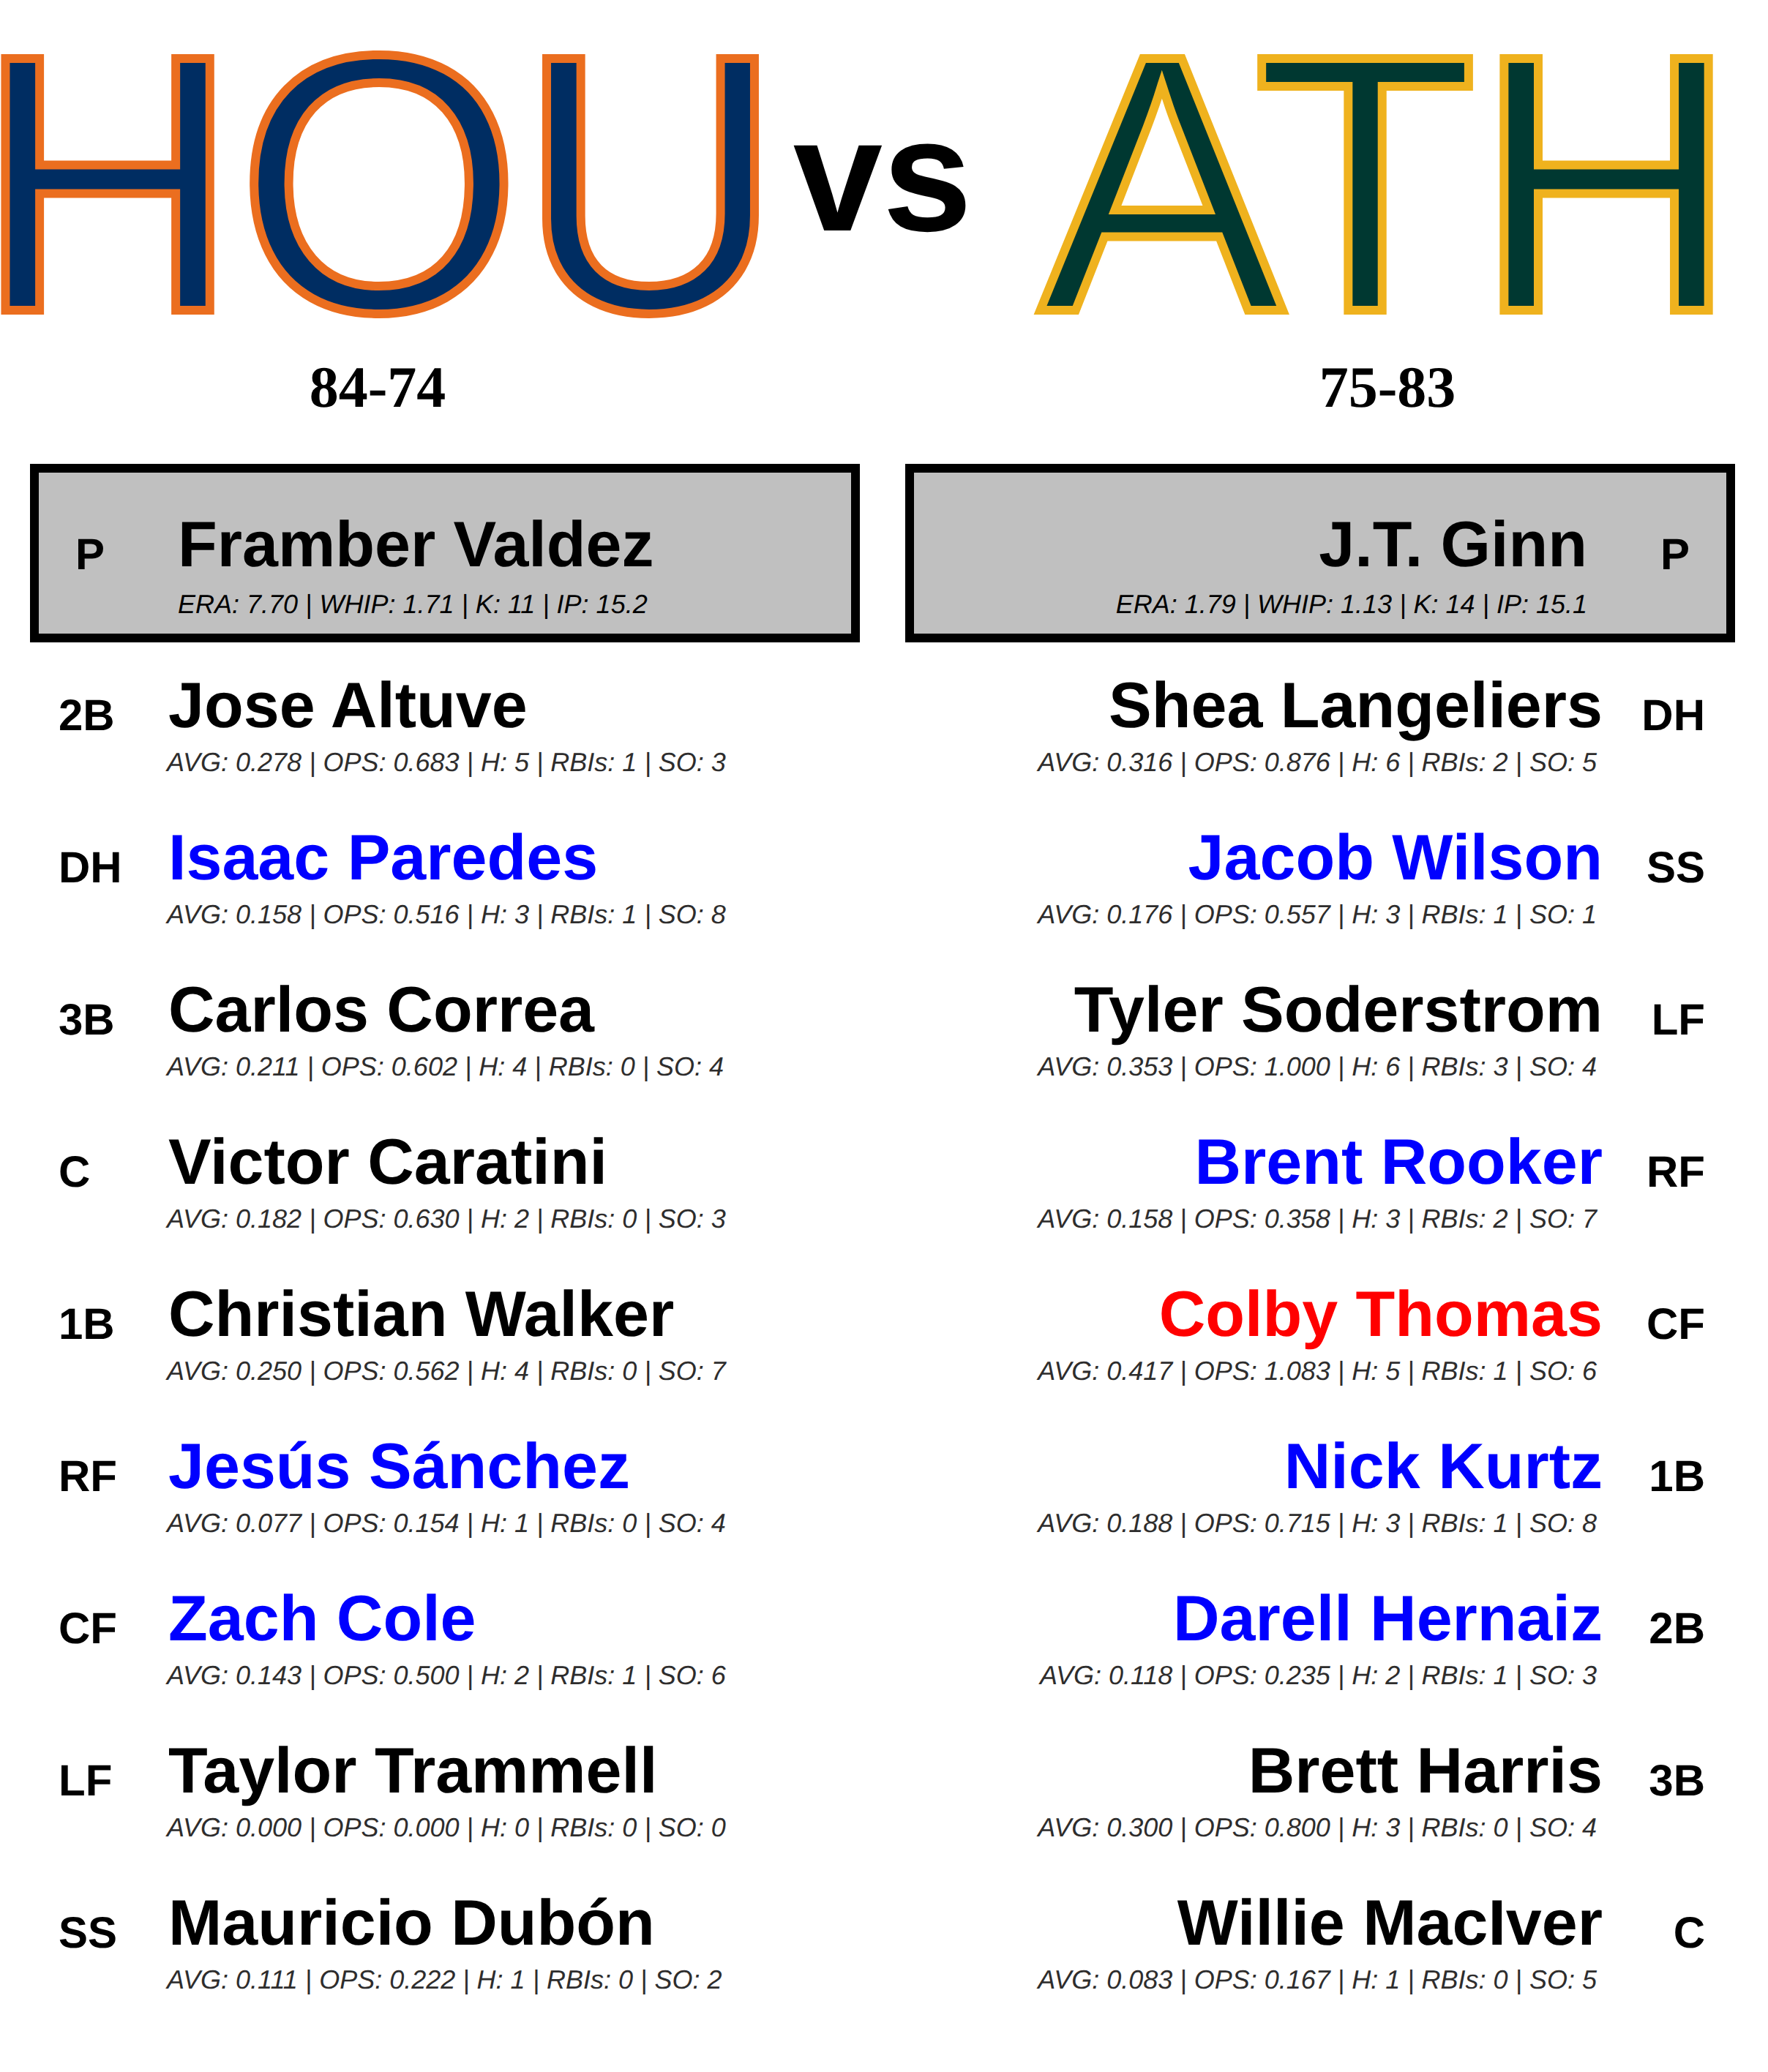 HOU vs ATH
84-74
75-83
P Framber Valdez
ERA: 7.70 | WHIP: 1.71 | K: 11 | IP: 15.2
J.T. Ginn P
ERA: 1.79 | WHIP: 1.13 | K: 14 | IP: 15.1
2B Jose Altuve
AVG: 0.278 | OPS: 0.683 | H: 5 | RBIs: 1 | SO: 3
DH Isaac Paredes
AVG: 0.158 | OPS: 0.516 | H: 3 | RBIs: 1 | SO: 8
3B Carlos Correa
AVG: 0.211 | OPS: 0.602 | H: 4 | RBIs: 0 | SO: 4
C Victor Caratini
AVG: 0.182 | OPS: 0.630 | H: 2 | RBIs: 0 | SO: 3
1B Christian Walker
AVG: 0.250 | OPS: 0.562 | H: 4 | RBIs: 0 | SO: 7
RF Jesús Sánchez
AVG: 0.077 | OPS: 0.154 | H: 1 | RBIs: 0 | SO: 4
CF Zach Cole
AVG: 0.143 | OPS: 0.500 | H: 2 | RBIs: 1 | SO: 6
LF Taylor Trammell
AVG: 0.000 | OPS: 0.000 | H: 0 | RBIs: 0 | SO: 0
SS Mauricio Dubón
AVG: 0.111 | OPS: 0.222 | H: 1 | RBIs: 0 | SO: 2
Shea Langeliers DH
AVG: 0.316 | OPS: 0.876 | H: 6 | RBIs: 2 | SO: 5
Jacob Wilson SS
AVG: 0.176 | OPS: 0.557 | H: 3 | RBIs: 1 | SO: 1
Tyler Soderstrom LF
AVG: 0.353 | OPS: 1.000 | H: 6 | RBIs: 3 | SO: 4
Brent Rooker RF
AVG: 0.158 | OPS: 0.358 | H: 3 | RBIs: 2 | SO: 7
Colby Thomas CF
AVG: 0.417 | OPS: 1.083 | H: 5 | RBIs: 1 | SO: 6
Nick Kurtz 1B
AVG: 0.188 | OPS: 0.715 | H: 3 | RBIs: 1 | SO: 8
Darell Hernaiz 2B
AVG: 0.118 | OPS: 0.235 | H: 2 | RBIs: 1 | SO: 3
Brett Harris 3B
AVG: 0.300 | OPS: 0.800 | H: 3 | RBIs: 0 | SO: 4
Willie MacIver C
AVG: 0.083 | OPS: 0.167 | H: 1 | RBIs: 0 | SO: 5